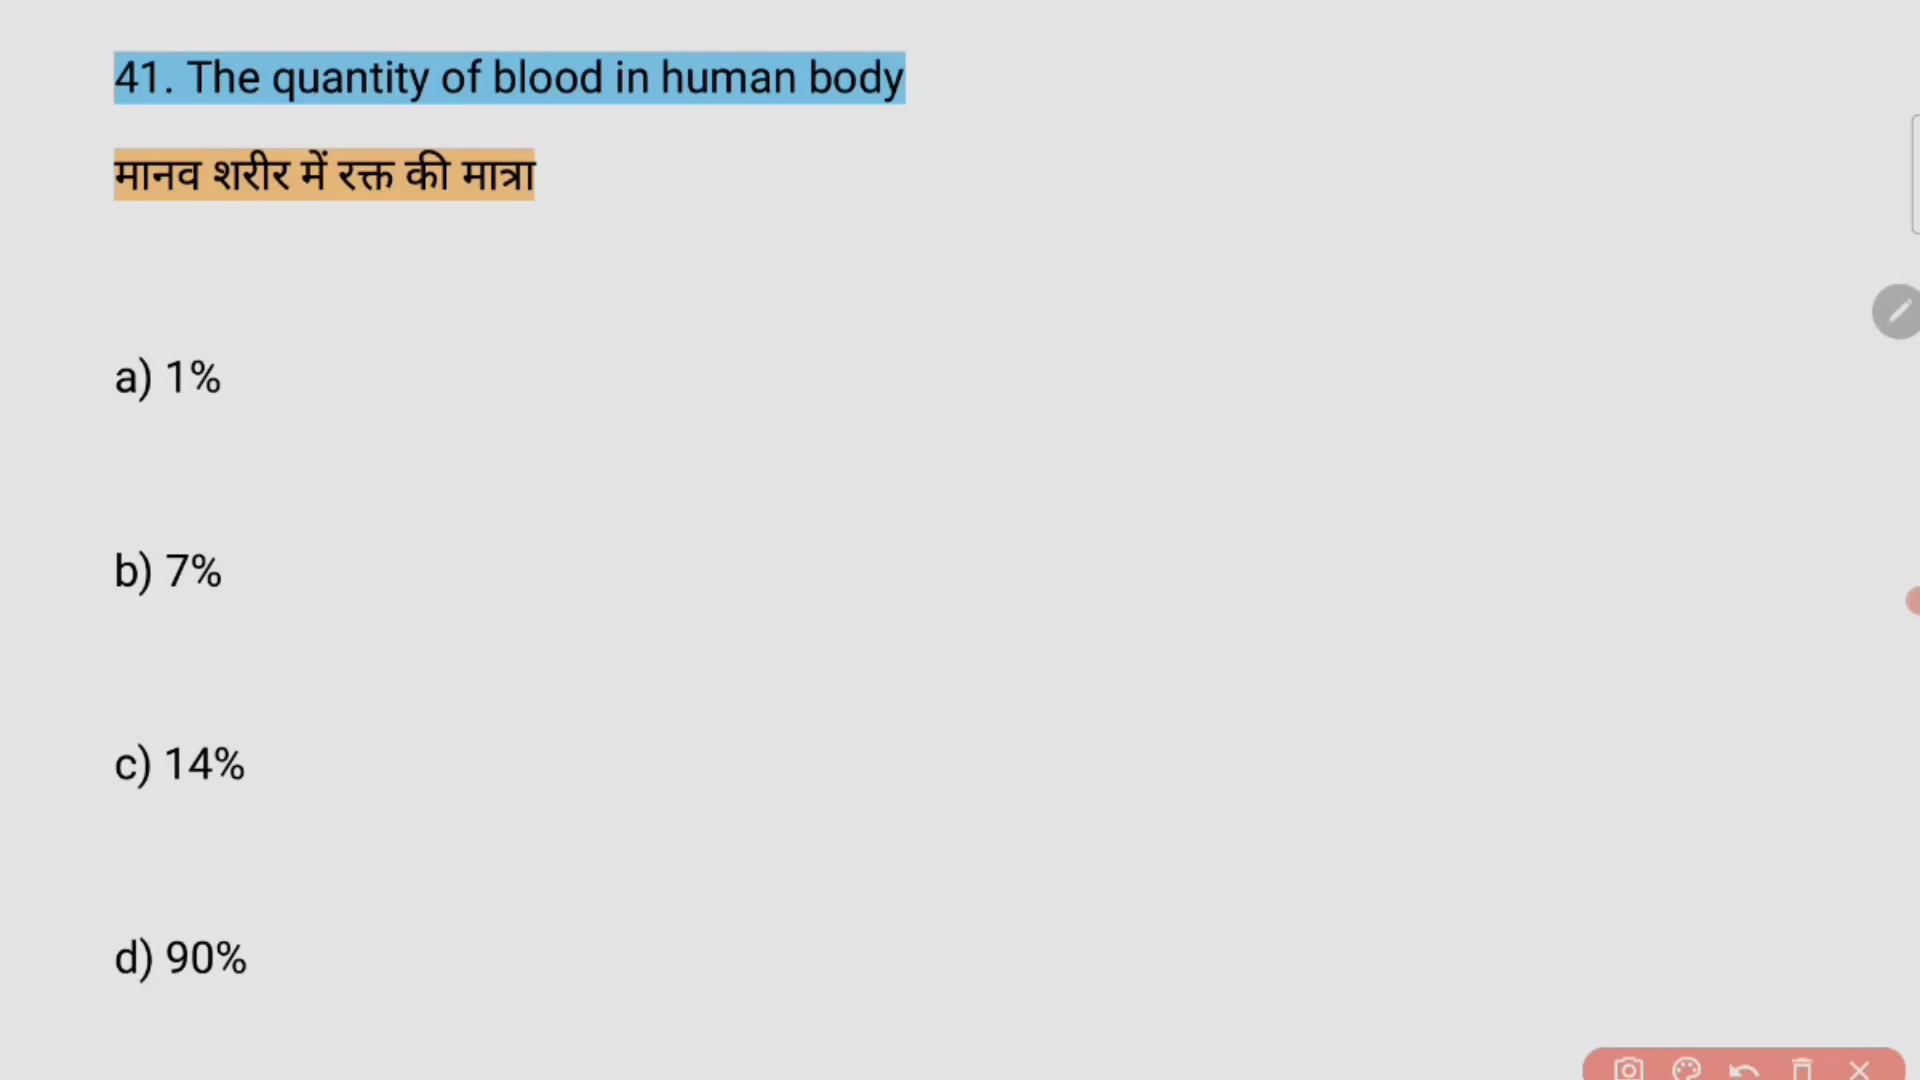 41. The quantity of blood in human body
मानव शरीर में रक्त की मात्रा
a) 1%
b) 7%
c) 14%
d) 90%